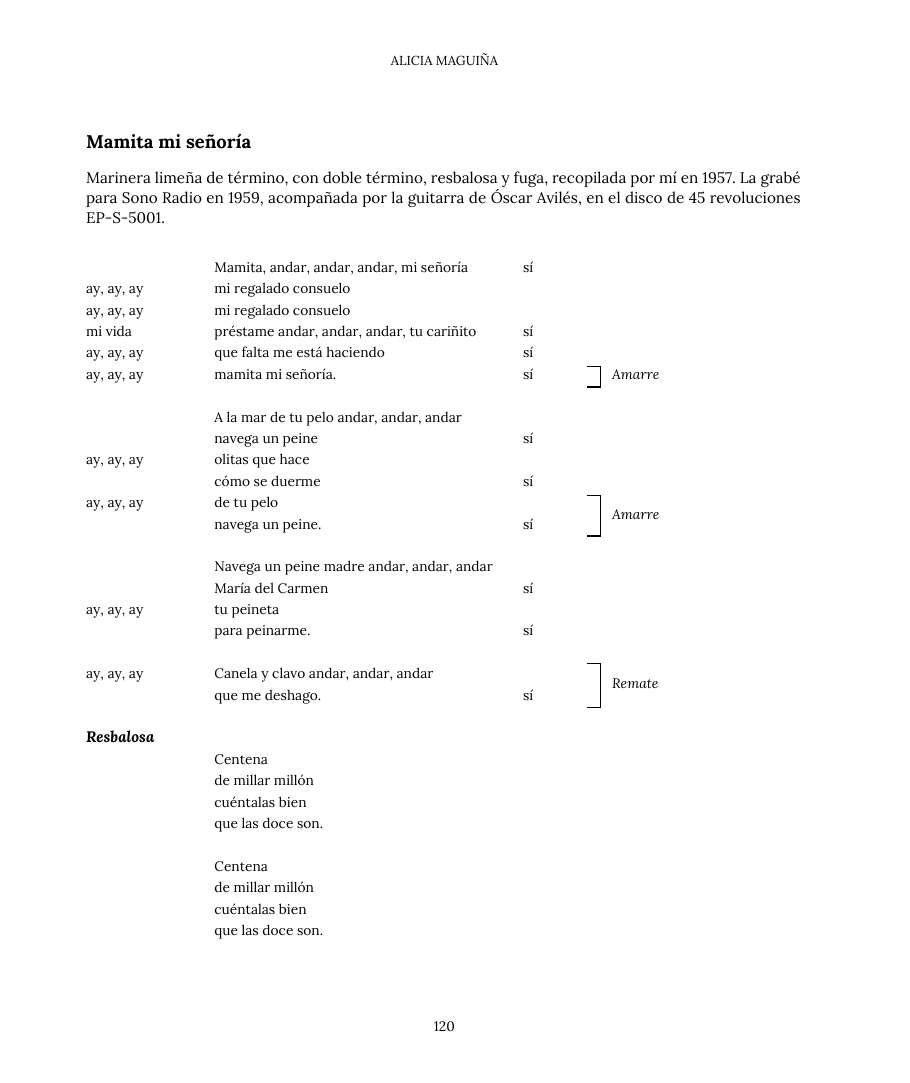 ALICIA MAGUIÑA
Mamita mi señoría
Marinera limeña de término, con doble término, resbalosa y fuga, recopilada por mí en 1957. La grabé
para Sono Radio en 1959, acompañada por la guitarra de Óscar Avilés, en el disco de 45 revoluciones
EP-S-5001.
Mamita, andar, andar, andar, mi señoría sí
ay, ay, ay mi regalado consuelo
ay, ay, ay mi regalado consuelo
mi vida préstame andar, andar, andar, tu cariñito sí
ay, ay, ay que falta me está haciendo sí
ay, ay, ay mamita mi señoría. sí Amarre
A la mar de tu pelo andar, andar, andar
navega un peine sí
ay, ay, ay olitas que hace
cómo se duerme sí
ay, ay, ay de tu pelo
navega un peine. sí Amarre
Navega un peine madre andar, andar, andar
María del Carmen sí
ay, ay, ay tu peineta
para peinarme. sí
ay, ay, ay Canela y clavo andar, andar, andar
que me deshago. sí Remate
Resbalosa
Centena
de millar millón
cuéntalas bien
que las doce son.
Centena
de millar millón
cuéntalas bien
que las doce son.
120